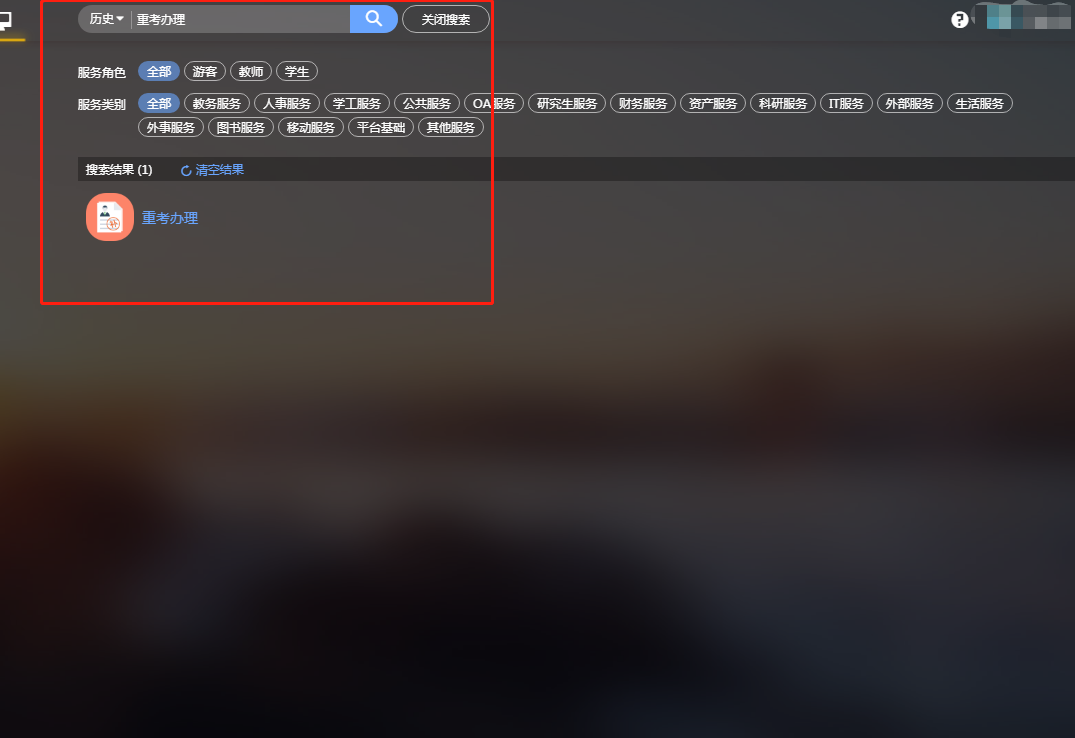 历史 重考办理 关闭搜索 ?
服务角色 全部 游客 教师 学生
服务类别 全部 教务服务 人事服务 学工服务 公共服务 OA服务 研究生服务 财务服务 资产服务 科研服务 IT服务 外部服务 生活服务
外事服务 图书服务 移动服务 平台基础 其他服务
搜索结果 (1) 清空结果
重考办理